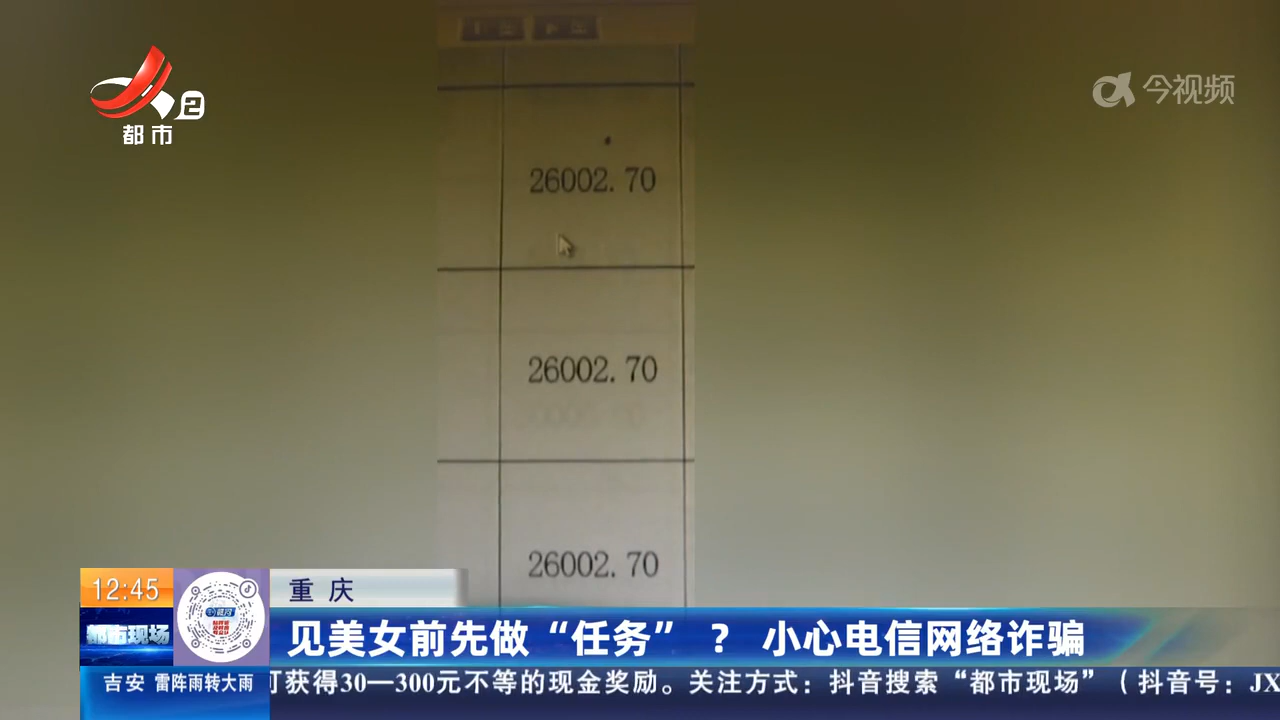 2
都市
今视频
26002.70
26002.70
26002.70
12:45
重庆
都市现场
见美女前先做“任务”？ 小心电信网络诈骗
吉安 雷阵雨转大雨
可获得30—300元不等的现金奖励。关注方式：抖音搜索“都市现场”（抖音号：JX